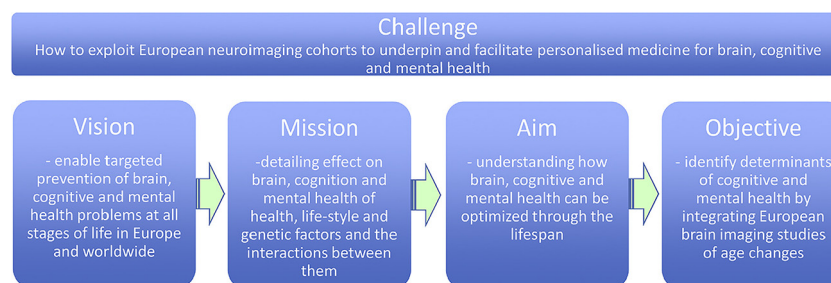 Challenge
How to exploit European neuroimaging cohorts to underpin and facilitate personalised medicine for brain, cognitive
and mental health
Vision
- enable targeted
prevention of brain,
cognitive and mental
health problems at all
stages of life in Europe
and worldwide
Mission
-detailing effect on
brain, cognition and
mental health of
health, life-style and
genetic factors and the
interactions between
them
Aim
- understanding how
brain, cognitive and
mental health can be
optimized through the
lifespan
Objective
- identify determinants
of cognitive and
mental health by
integrating European
brain imaging studies
of age changes